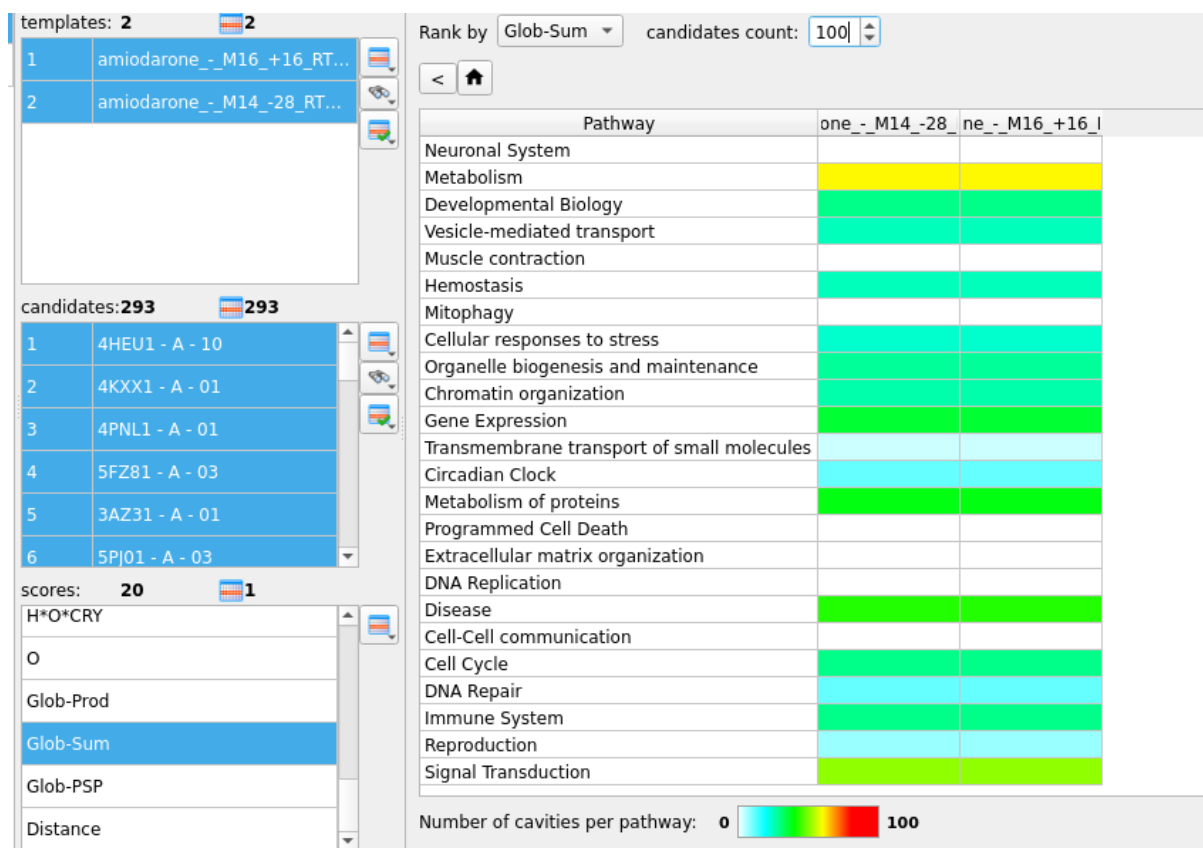 templates: 2 2
1 amiodarone_-_M16_+16_RT...
2 amiodarone_-_M14_-28_RT...
candidates:293 293
1 4HEU1 - A - 10
2 4KXX1 - A - 01
3 4PNL1 - A - 01
4 5FZ81 - A - 03
5 3AZ31 - A - 01
6 5PJ01 - A - 03
scores: 20 1
H*O*CRY
O
Glob-Prod
Glob-Sum
Glob-PSP
Distance
Rank by Glob-Sum candidates count: 100
<
Pathway one_-_M14_-28_ ne_-_M16_+16_I
Neuronal System
Metabolism
Developmental Biology
Vesicle-mediated transport
Muscle contraction
Hemostasis
Mitophagy
Cellular responses to stress
Organelle biogenesis and maintenance
Chromatin organization
Gene Expression
Transmembrane transport of small molecules
Circadian Clock
Metabolism of proteins
Programmed Cell Death
Extracellular matrix organization
DNA Replication
Disease
Cell-Cell communication
Cell Cycle
DNA Repair
Immune System
Reproduction
Signal Transduction
Number of cavities per pathway: 0 100